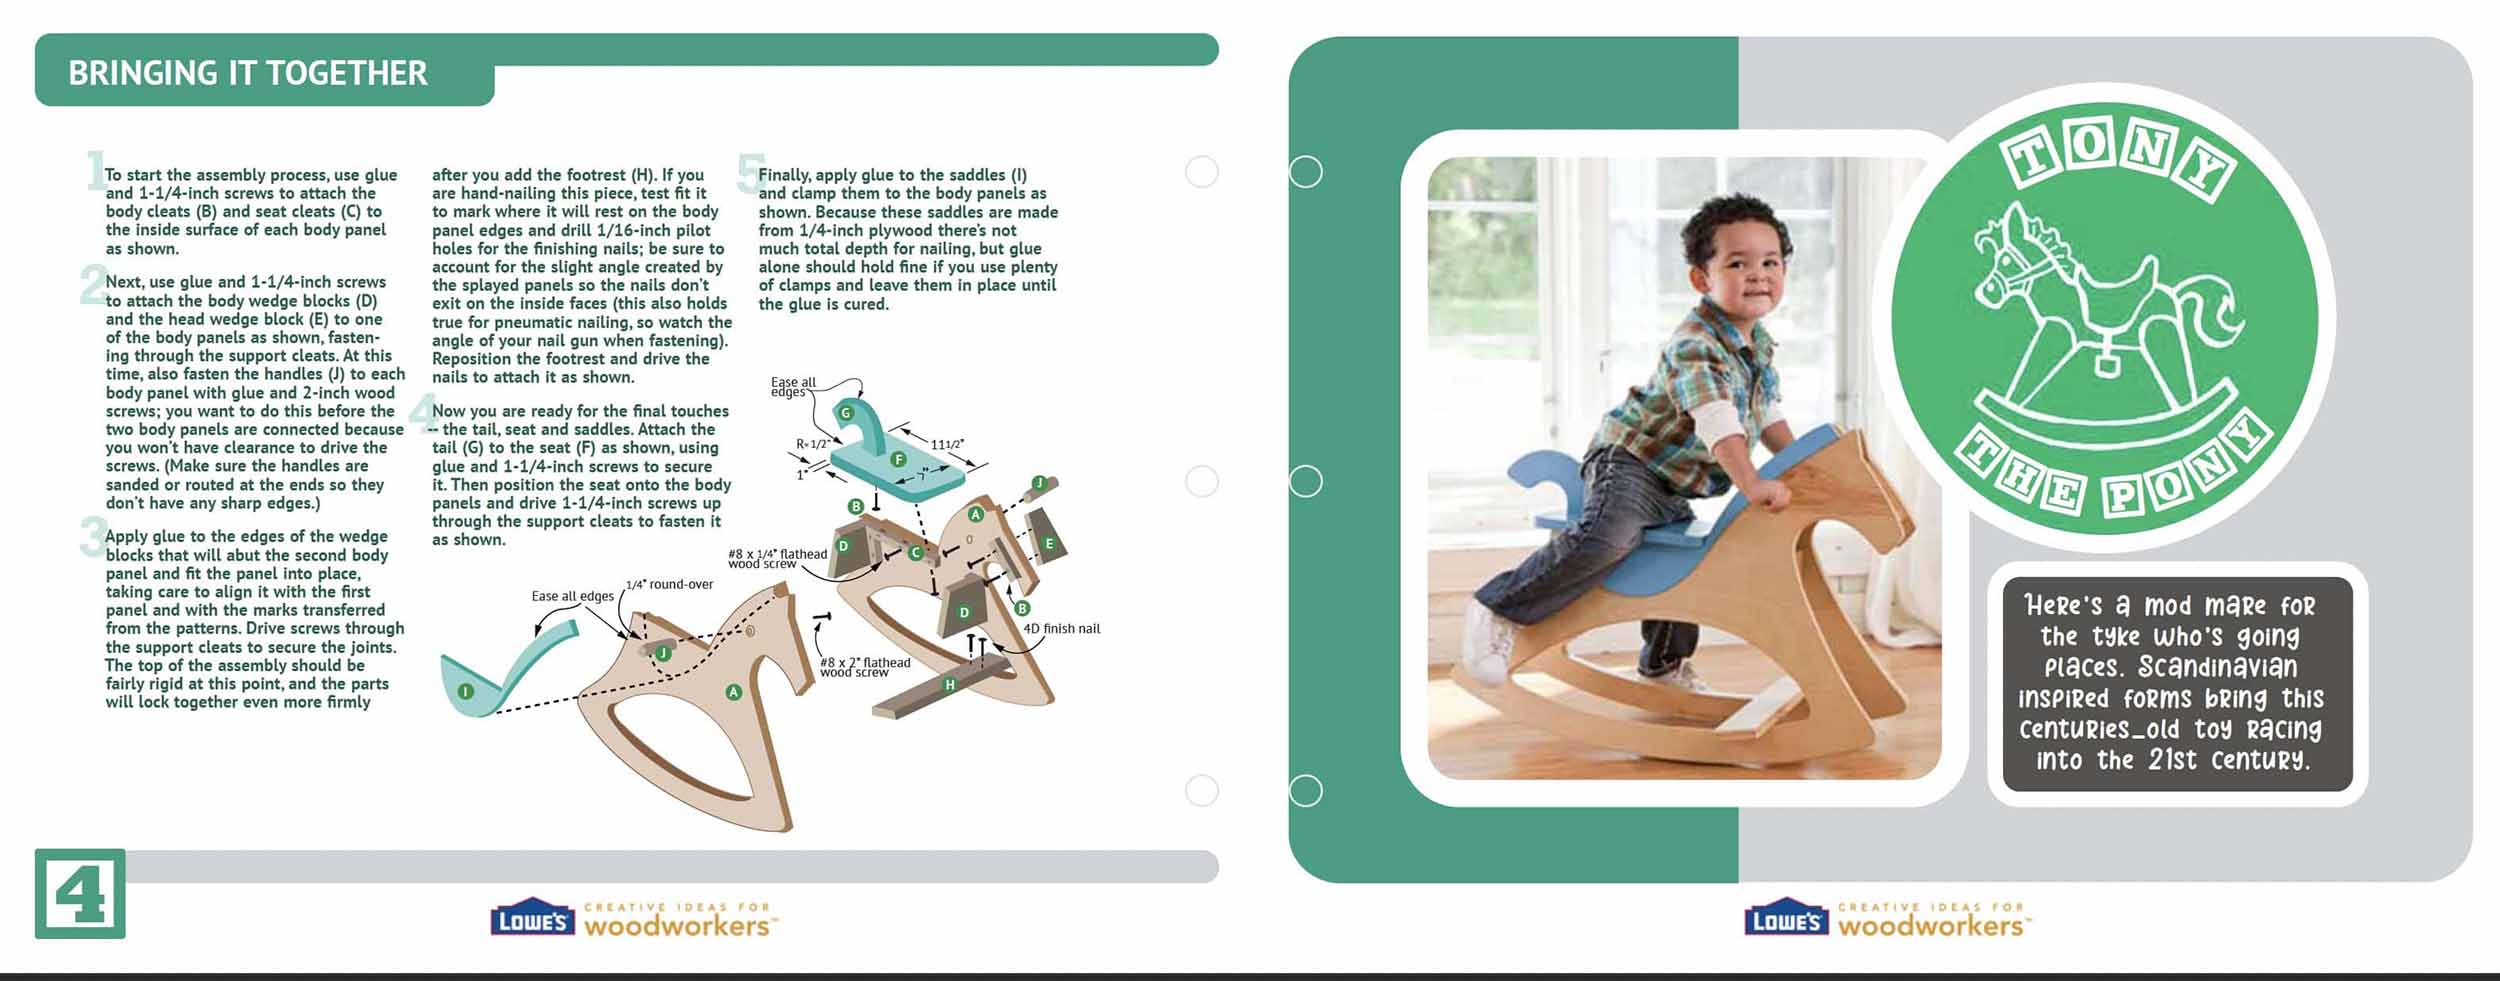 BRINGING IT TOGETHER
1
To start the assembly process, use glue
and 1-1/4-inch screws to attach the
body cleats (B) and seat cleats (C) to
the inside surface of each body panel
as shown.
2
Next, use glue and 1-1/4-inch screws
to attach the body wedge blocks (D)
and the head wedge block (E) to one
of the body panels as shown, fasten-
ing through the support cleats. At this
time, also fasten the handles (J) to each
body panel with glue and 2-inch wood
screws; you want to do this before the
two body panels are connected because
you won't have clearance to drive the
screws. (Make sure the handles are
sanded or routed at the ends so they
don't have any sharp edges.)
3
Apply glue to the edges of the wedge
blocks that will abut the second body
panel and fit the panel into place,
taking care to align it with the first
panel and with the marks transferred
from the patterns. Drive screws through
the support cleats to secure the joints.
The top of the assembly should be
fairly rigid at this point, and the parts
will lock together even more firmly
after you add the footrest (H). If you
are hand-nailing this piece, test fit it
to mark where it will rest on the body
panel edges and drill 1/16-inch pilot
holes for the finishing nails; be sure to
account for the slight angle created by
the splayed panels so the nails don't
exit on the inside faces (this also holds
true for pneumatic nailing, so watch the
angle of your nail gun when fastening).
Reposition the footrest and drive the
nails to attach it as shown.
4
Now you are ready for the final touches
-- the tail, seat and saddles. Attach the
tail (G) to the seat (F) as shown, using
glue and 1-1/4-inch screws to secure
it. Then position the seat onto the body
panels and drive 1-1/4-inch screws up
through the support cleats to fasten it
as shown.
5
Finally, apply glue to the saddles (I)
and clamp them to the body panels as
shown. Because these saddles are made
from 1/4-inch plywood there's not
much total depth for nailing, but glue
alone should hold fine if you use plenty
of clamps and leave them in place until
the glue is cured.
Ease all
edges
G
R=1/2"
11 1/2"
F
1"
7"
J
B
A
D
C
E
#8 x 1/4" flathead
wood screw
D
B
4D finish nail
H
Ease all edges
1/4" round-over
J
I
A
#8 x 2" flathead
wood screw
4
LOWE'S
CREATIVE IDEAS FOR
woodworkers™
TONY
THE PONY
Here's a mod mare for
the tyke who's going
places. Scandinavian
inspired forms bring this
centuries_old toy racing
into the 21st century.
LOWE'S
CREATIVE IDEAS FOR
woodworkers™